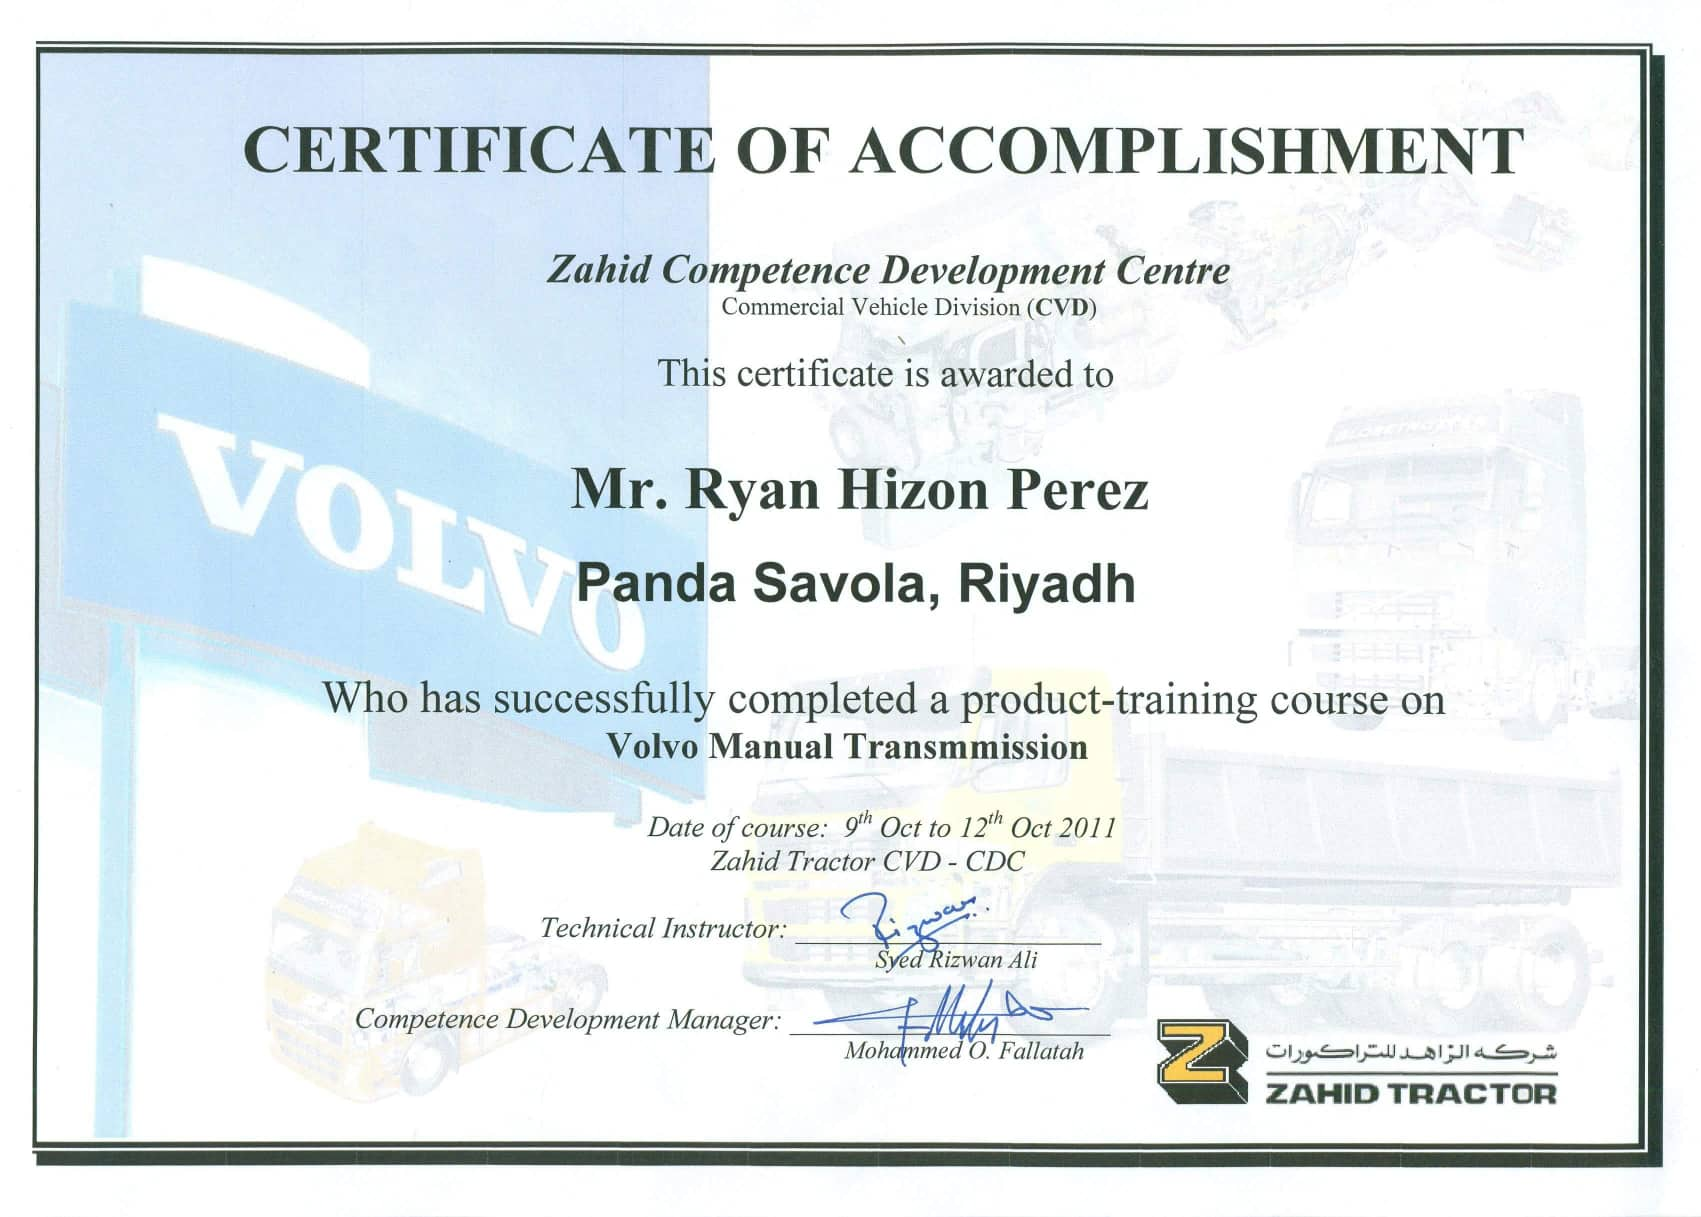 CERTIFICATE OF ACCOMPLISHMENT
Zahid Competence Development Centre
Commercial Vehicle Division (CVD)
This certificate is awarded to
Mr. Ryan Hizon Perez
Panda Savola, Riyadh
VOLVO
Who has successfully completed a product-training course on
Volvo Manual Transmmission
Date of course: 9th Oct to 12th Oct 2011
Zahid Tractor CVD - CDC
Technical Instructor:
Rizwan
Syed Rizwan Ali
Competence Development Manager:
Mohammed O. Fallatah
شركة الزاهد للتراكتورات
ZAHID TRACTOR